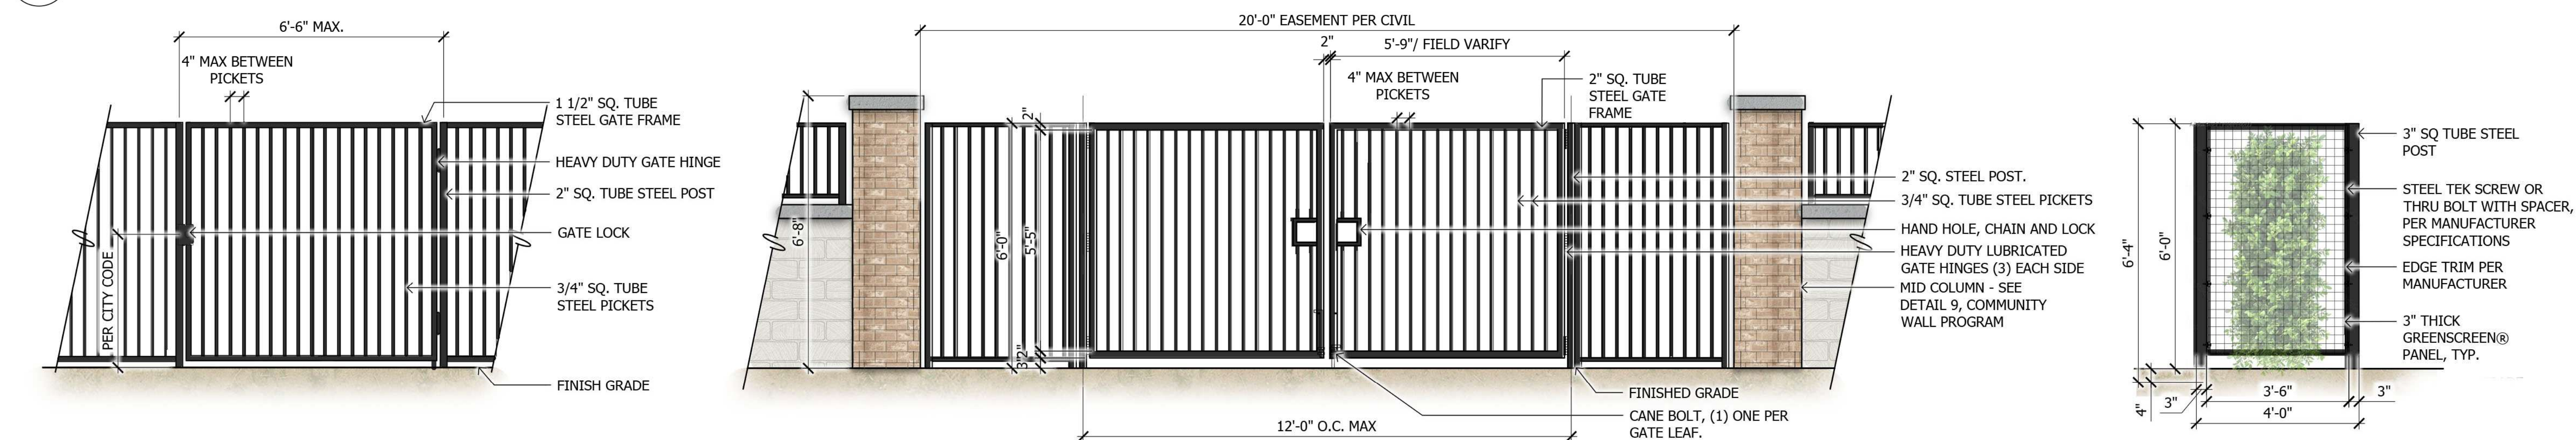 6'-6" MAX.
4" MAX BETWEEN
PICKETS
1 1/2" SQ. TUBE
STEEL GATE FRAME
HEAVY DUTY GATE HINGE
2" SQ. TUBE STEEL POST
GATE LOCK
PER CITY CODE
3/4" SQ. TUBE
STEEL PICKETS
FINISH GRADE
20'-0" EASEMENT PER CIVIL
2"
5'-9"/ FIELD VARIFY
4" MAX BETWEEN
PICKETS
2" SQ. TUBE
STEEL GATE
FRAME
2"
6'-8"
6'-0"
5'-5"
2"
3"
2" SQ. STEEL POST.
3/4" SQ. TUBE STEEL PICKETS
HAND HOLE, CHAIN AND LOCK
HEAVY DUTY LUBRICATED
GATE HINGES (3) EACH SIDE
MID COLUMN - SEE
DETAIL 9, COMMUNITY
WALL PROGRAM
FINISHED GRADE
CANE BOLT, (1) ONE PER
GATE LEAF.
12'-0" O.C. MAX
3" SQ TUBE STEEL
POST
STEEL TEK SCREW OR
THRU BOLT WITH SPACER,
PER MANUFACTURER
SPECIFICATIONS
EDGE TRIM PER
MANUFACTURER
3" THICK
GREENSCREEN®
PANEL, TYP.
6'-4"
6'-0"
4"
3"
3'-6"
3"
4'-0"